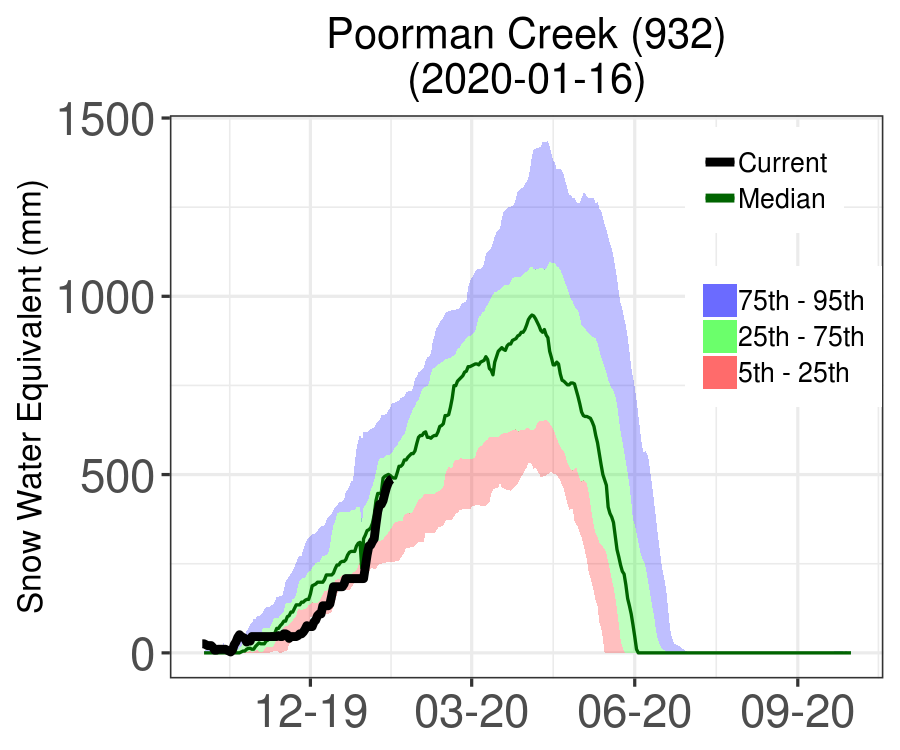 Poorman Creek (932)
(2020-01-16)
Snow Water Equivalent (mm)
1500
1000
500
0
Current
Median
75th - 95th
25th - 75th
5th - 25th
12-19
03-20
06-20
09-20